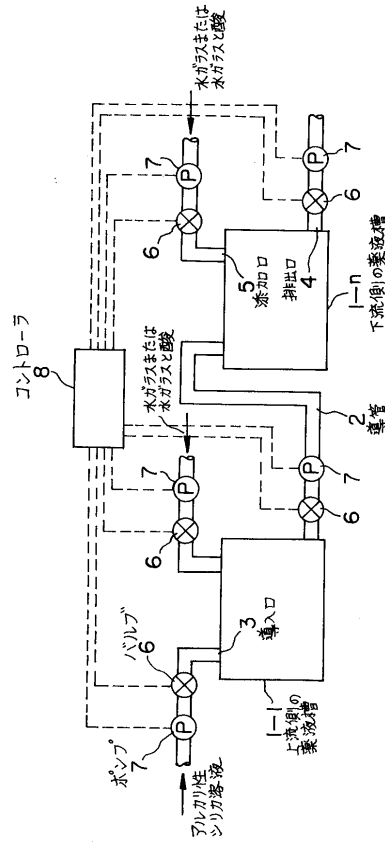 コントローラ
8
水ガラスまたは
水ガラスと酸
水ガラスまたは
水ガラスと酸
ポンプ
7
P
バルブ
6
アルカリ性
シリカ溶液
3
導入口
1-1
上流側の
薬液槽
6
7
P
6
7
P
2
導管
6
7
P
5
添加口
排出口
4
6
7
P
1-n
下流側の薬液槽